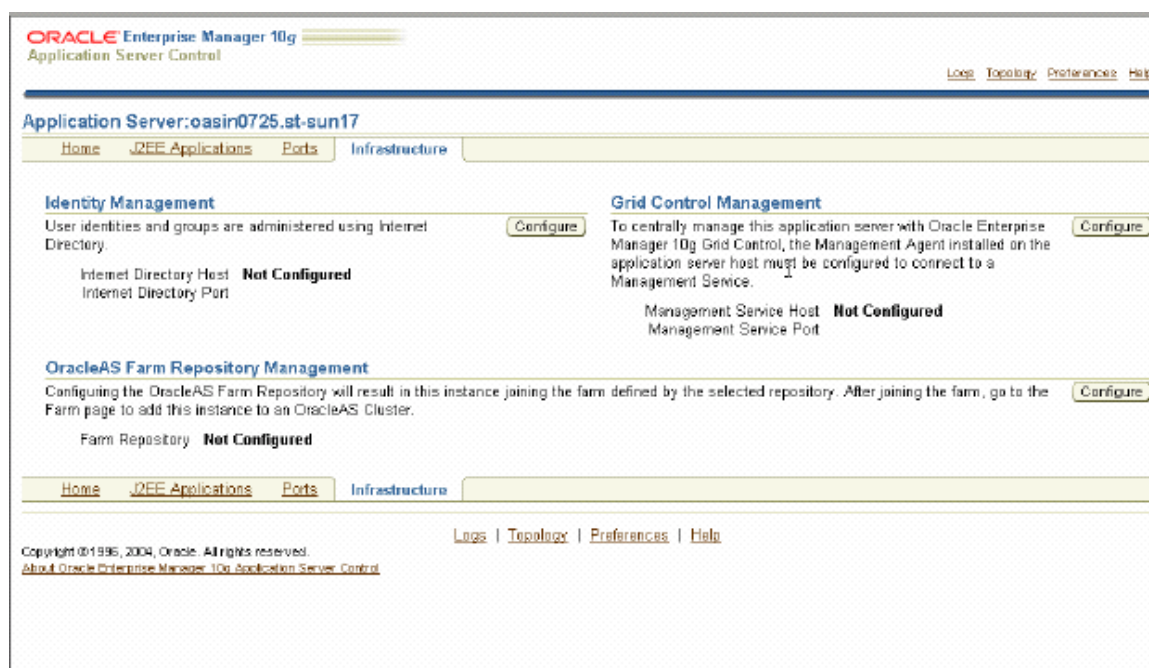 ORACLE Enterprise Manager 10g
Application Server Control
Logs Topology Preferences Help
Application Server:oasin0725.st-sun17
Home J2EE Applications Ports Infrastructure
Identity Management
User identities and groups are administered using Internet
Directory.
Configure
Internet Directory Host Not Configured
Internet Directory Port
Grid Control Management
To centrally manage this application server with Oracle Enterprise
Manager 10g Grid Control, the Management Agent installed on the
application server host must be configured to connect to a
Management Service.
Configure
Management Service Host Not Configured
Management Service Port
OracleAS Farm Repository Management
Configuring the OracleAS Farm Repository will result in this instance joining the farm defined by the selected repository. After joining the farm, go to the
Farm page to add this instance to an OracleAS Cluster.
Configure
Farm Repository Not Configured
Home J2EE Applications Ports Infrastructure
Logs | Topology | Preferences | Help
Copyright ©1996, 2004, Oracle. All rights reserved.
About Oracle Enterprise Manager 10g Application Server Control